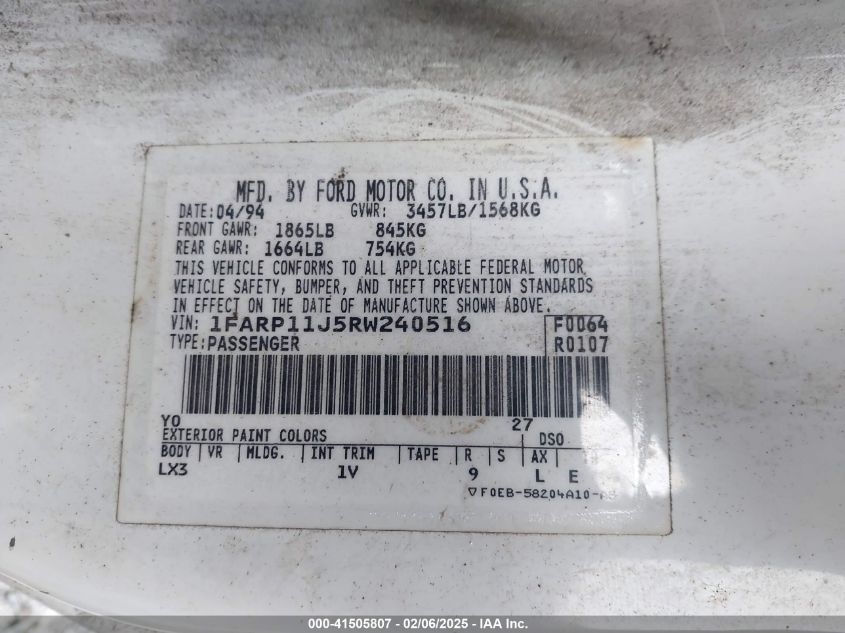 MFD. BY FORD MOTOR CO. IN U.S.A.
DATE: 04/94 GVWR: 3457LB/1568KG
FRONT GAWR: 1865LB 845KG
REAR GAWR: 1664LB 754KG
THIS VEHICLE CONFORMS TO ALL APPLICABLE FEDERAL MOTOR
VEHICLE SAFETY, BUMPER, AND THEFT PREVENTION STANDARDS
IN EFFECT ON THE DATE OF MANUFACTURE SHOWN ABOVE.
VIN: 1FARP11J5RW240516 F0064
TYPE: PASSENGER R0107
YO 27
EXTERIOR PAINT COLORS DSO
BODY VR MLDG. INT TRIM TAPE R S AX
LX3 1V 9 L E
F0EB-58204A10-
000-41505807 - 02/06/2025 - IAAI Inc.